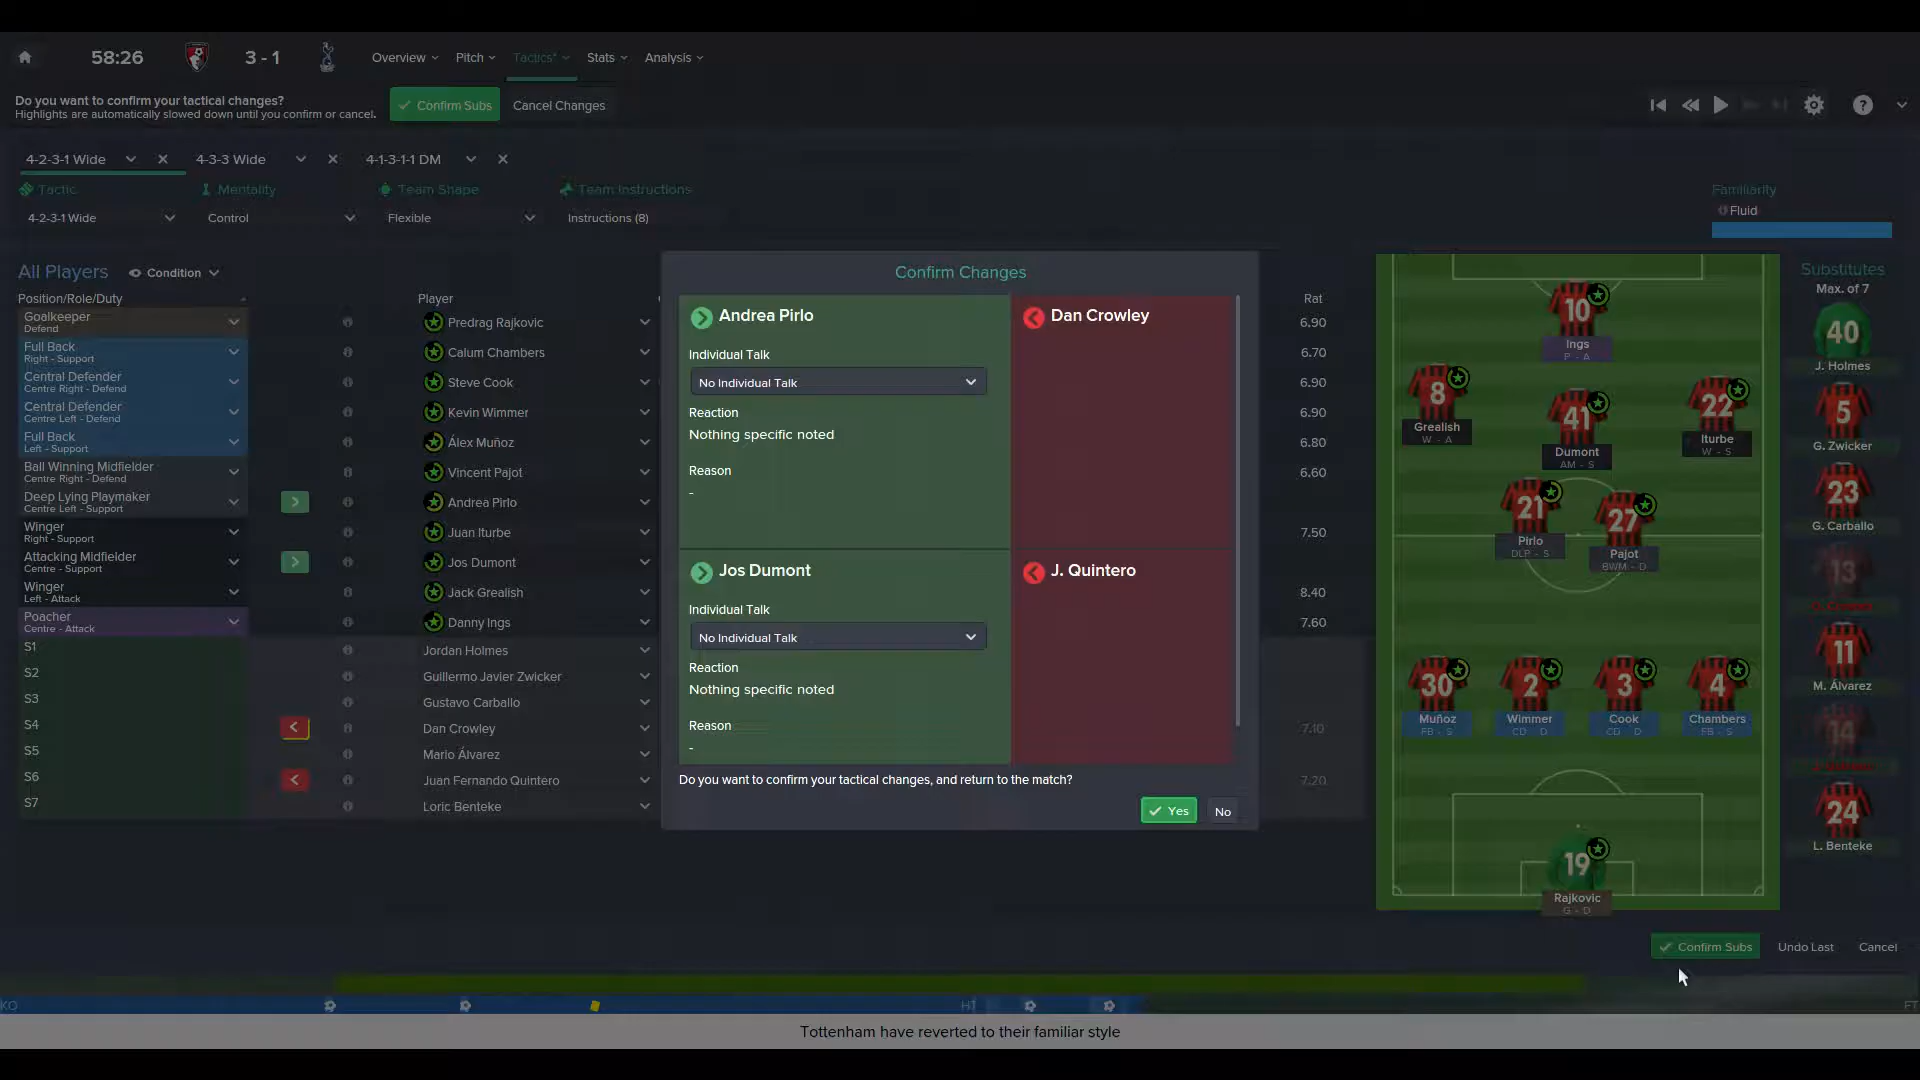 58:26
3 - 1
Overview
Pitch
Tactics*
Stats
Analysis
Do you want to confirm your tactical changes?
Highlights are automatically slowed down until you confirm or cancel.
Confirm Subs
Cancel Changes
4-2-3-1 Wide
4-3-3 Wide
4-1-3-1-1 DM
Tactic
Mentality
Team Shape
Team Instructions
Familiarity
4-2-3-1 Wide
Control
Flexible
Instructions (8)
Fluid
All Players
Condition
Position/Role/Duty
Player
Rat
Goalkeeper
Defend
Predrag Rajkovic
6.90
Full Back
Right - Support
Calum Chambers
6.70
Central Defender
Centre Right - Defend
Steve Cook
6.90
Central Defender
Centre Left - Defend
Kevin Wimmer
6.90
Full Back
Left - Support
Álex Muñoz
6.80
Ball Winning Midfielder
Centre Right - Defend
Vincent Pajot
6.60
Deep Lying Playmaker
Centre Left - Support
Andrea Pirlo
Winger
Right - Support
Juan Iturbe
7.50
Attacking Midfielder
Centre - Support
Jos Dumont
Winger
Left - Attack
Jack Grealish
8.40
Poacher
Centre - Attack
Danny Ings
7.60
S1
Jordan Holmes
S2
Guillermo Javier Zwicker
S3
Gustavo Carballo
S4
Dan Crowley
7.10
S5
Mario Álvarez
S6
Juan Fernando Quintero
7.20
S7
Loric Benteke
Confirm Changes
Andrea Pirlo
Dan Crowley
Individual Talk
No Individual Talk
Reaction
Nothing specific noted
Reason
-
Jos Dumont
J. Quintero
Individual Talk
No Individual Talk
Reaction
Nothing specific noted
Reason
-
Do you want to confirm your tactical changes, and return to the match?
Yes
No
10
Ings
P - A
8
Grealish
W - A
41
Dumont
AM - S
22
Iturbe
W - S
21
Pirlo
DLP - S
27
Pajot
BWM - D
30
Muñoz
FB - S
2
Wimmer
CD - D
3
Cook
CD - D
4
Chambers
FB - S
19
Rajkovic
G - D
Substitutes
Max. of 7
40
J. Holmes
5
G. Zwicker
23
G. Carballo
13
11
M. Álvarez
14
24
L. Benteke
Confirm Subs
Undo Last
Cancel
KO
HT
FT
Tottenham have reverted to their familiar style